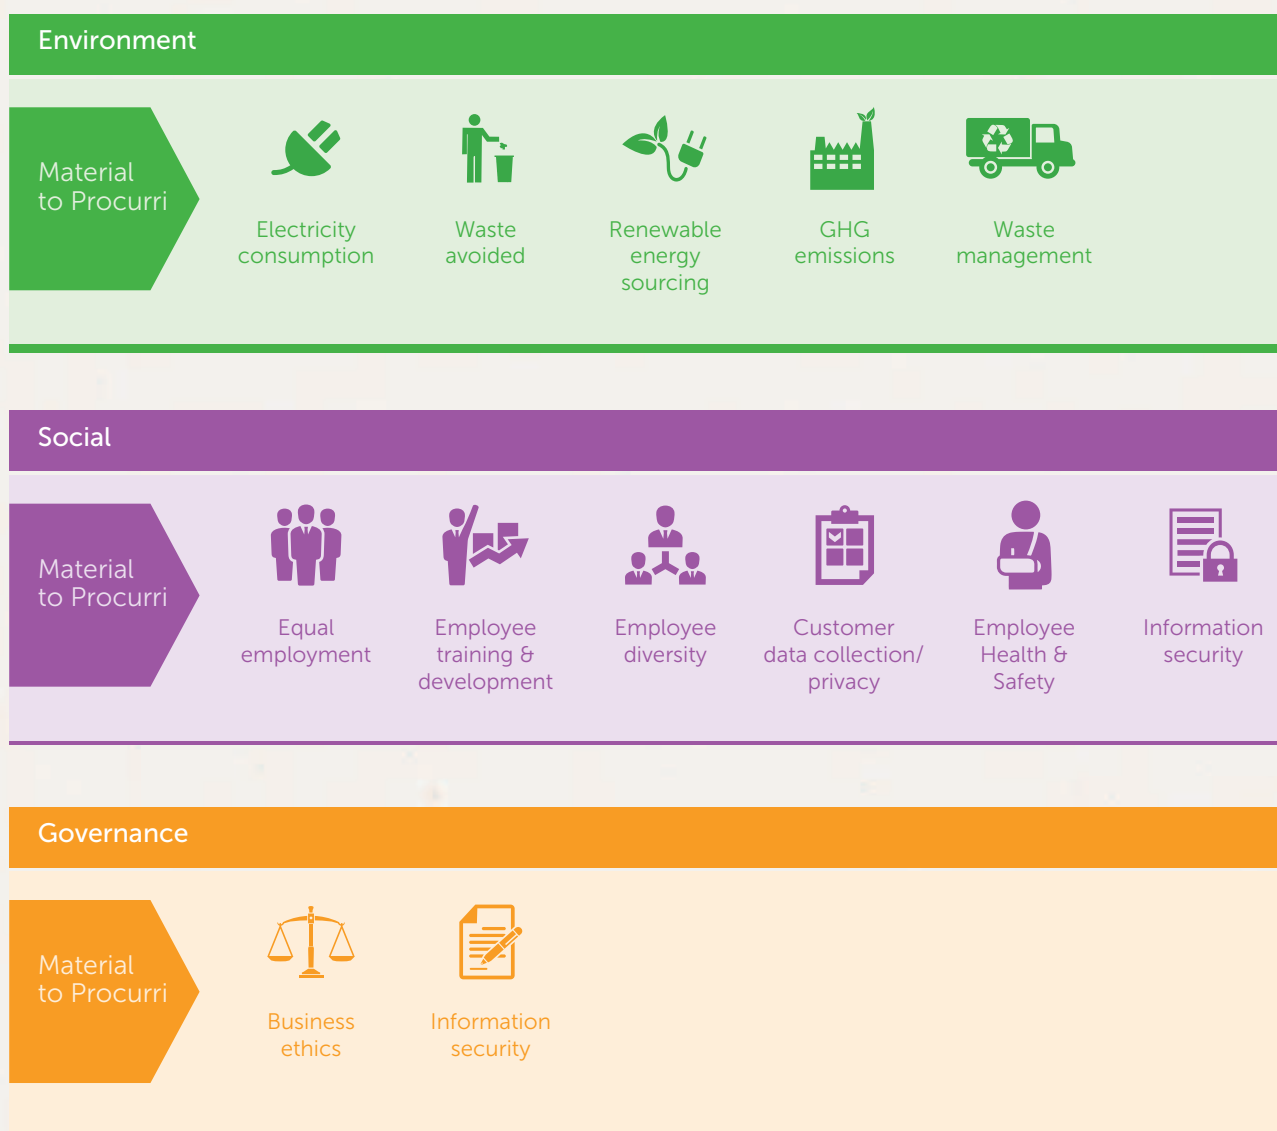 Environment
Material
to Procurri
Electricity
consumption
Waste
avoided
Renewable
energy
sourcing
GHG
emissions
Waste
management
Social
Material
to Procurri
Equal
employment
Employee
training &
development
Employee
diversity
Customer
data collection/
privacy
Employee
Health &
Safety
Information
security
Governance
Material
to Procurri
Business
ethics
Information
security